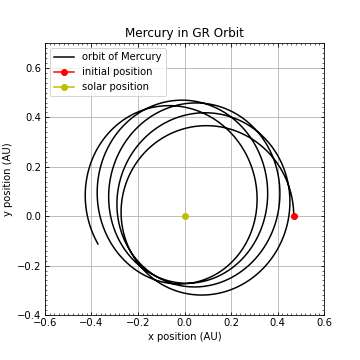 Mercury in GR Orbit
orbit of Mercury
initial position
solar position
y position (AU)
0.6
0.4
0.2
0.0
−0.2
−0.4
−0.6 −0.4 −0.2 0.0 0.2 0.4 0.6
x position (AU)